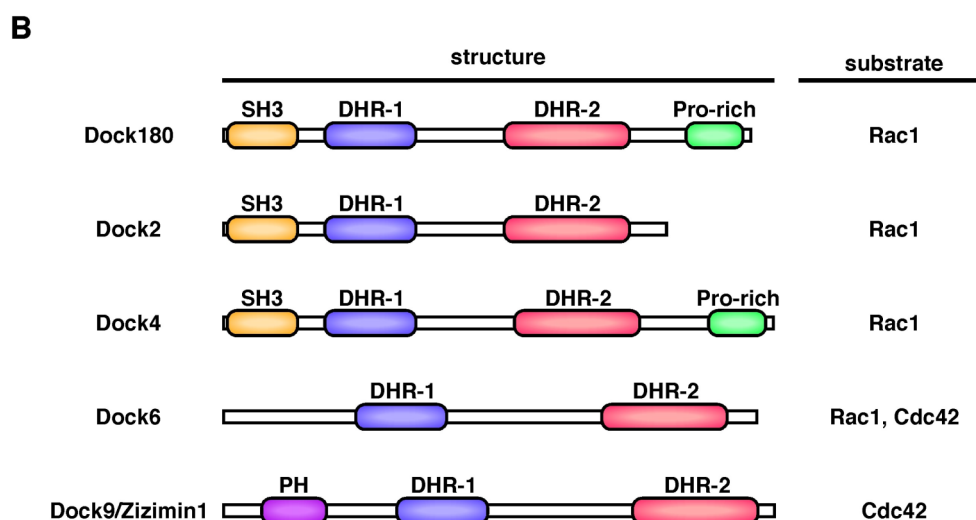 B
structure substrate
SH3 DHR-1 DHR-2 Pro-rich
Dock180 Rac1
SH3 DHR-1 DHR-2
Dock2 Rac1
SH3 DHR-1 DHR-2 Pro-rich
Dock4 Rac1
DHR-1 DHR-2
Dock6 Rac1, Cdc42
PH DHR-1 DHR-2
Dock9/Zizimin1 Cdc42